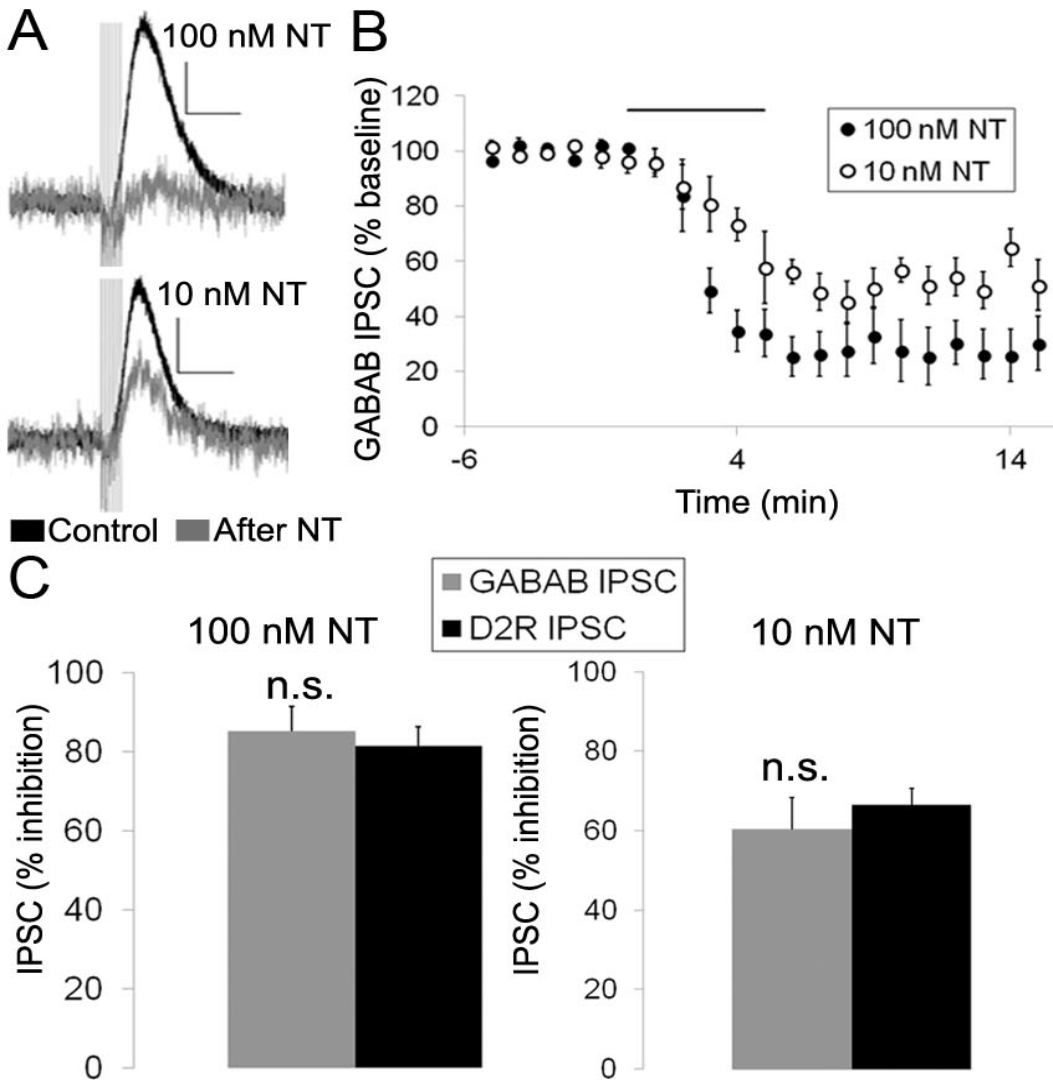 A
100 nM NT
10 nM NT
Control After NT
B
GABAB IPSC (% baseline)
120
100
80
60
40
20
0
-6 4 14
Time (min)
100 nM NT
10 nM NT
C
GABAB IPSC
D2R IPSC
100 nM NT
IPSC (% inhibition)
100
80
60
40
20
0
n.s.
10 nM NT
IPSC (% inhibition)
100
80
60
40
20
0
n.s.